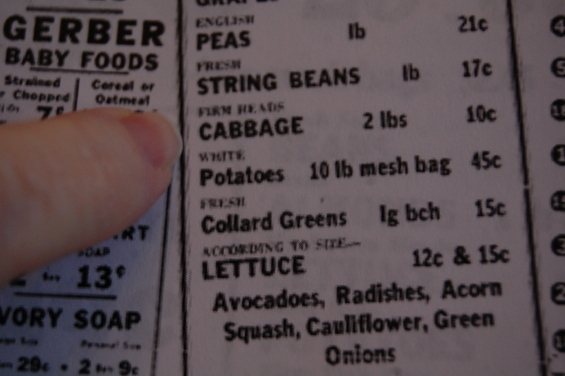 GERBER
BABY FOODS
Strained
Chopped
Cereal or
Oatmeal
SOAP
13¢
IVORY SOAP
29c • 2 9c
ENGLISH
PEAS lb 21c
FRESH
STRING BEANS lb 17c
FIRM HEADS
CABBAGE 2 lbs 10c
WHITE
Potatoes 10 lb mesh bag 45c
FRESH
Collard Greens lg bch 15c
ACCORDING TO SIZE—
LETTUCE 12c & 15c
Avocadoes, Radishes, Acorn
Squash, Cauliflower, Green
Onions